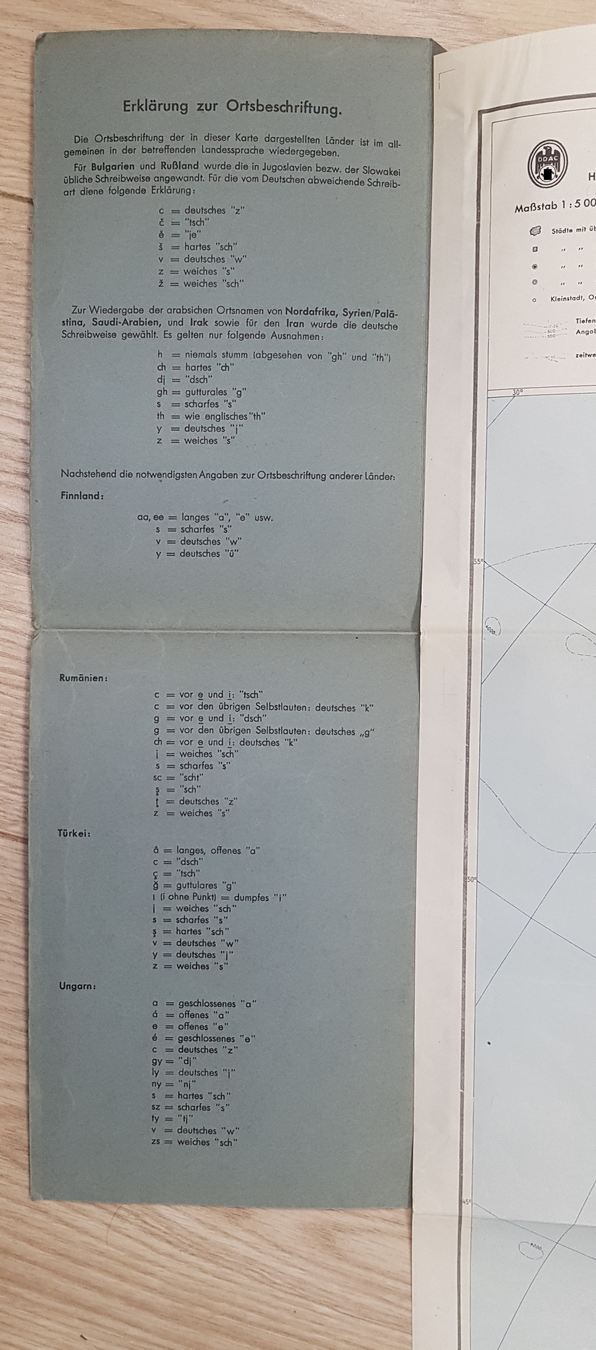 Erklärung zur Ortsbeschriftung.
Die Ortsbeschriftung der in dieser Karte dargestellten Länder ist im all-
gemeinen in der betreffenden Landessprache wiedergegeben.
Für Bulgarien und Rußland wurde die in Jugoslavien bezw. der Slowakei
übliche Schreibweise angewandt. Für die vom Deutschen abweichende Schreib-
art diene folgende Erklärung:
c = deutsches "z"
č = "tsch"
ě = "je"
š = hartes "sch"
v = deutsches "w"
z = weiches "s"
ž = weiches "sch"
Zur Wiedergabe der arabsichen Ortsnamen von Nordafrika, Syrien/Palä-
stina, Saudi-Arabien, und Irak sowie für den Iran wurde die deutsche
Schreibweise gewählt. Es gelten nur folgende Ausnahmen:
h = niemals stumm (abgesehen von "gh" und "th")
ch = hartes "ch"
dj = "dsch"
gh = gutturales "g"
s = scharfes "s"
th = wie englisches "th"
y = deutsches "j"
z = weiches "s"
Nachstehend die notwendigsten Angaben zur Ortsbeschriftung anderer Länder:
Finnland:
aa, ee = langes "a", "e" usw.
s = scharfes "s"
v = deutsches "w"
y = deutsches "ü"
Rumänien:
c = vor e und i: "tsch"
c = vor den übrigen Selbstlauten: deutsches "k"
g = vor e und i: "dsch"
g = vor den übrigen Selbstlauten: deutsches „g"
ch = vor e und i: deutsches "k"
j = weiches "sch"
s = scharfes "s"
sc = "scht"
ș = "sch"
ț = deutsches "z"
z = weiches "s"
Türkei:
â = langes, offenes "a"
c = "dsch"
ç = "tsch"
ğ = guttulares "g"
ı (i ohne Punkt) = dumpfes "i"
j = weiches "sch"
s = scharfes "s"
ş = hartes "sch"
v = deutsches "w"
y = deutsches "j"
z = weiches "s"
Ungarn:
a = geschlossenes "a"
á = offenes "a"
e = offenes "e"
é = geschlossenes "e"
c = deutsches "z"
gy = "dj"
ly = deutsches "j"
ny = "nj"
s = hartes "sch"
sz = scharfes "s"
ty = "tj"
v = deutsches "w"
zs = weiches "sch"
DDAC
H
Maßstab 1:5 00
Städte mit üb
" "
" "
" "
Kleinstadt, O
Tiefen
Angab
zeitwe
30°
55°
4000
50°
45°
4000